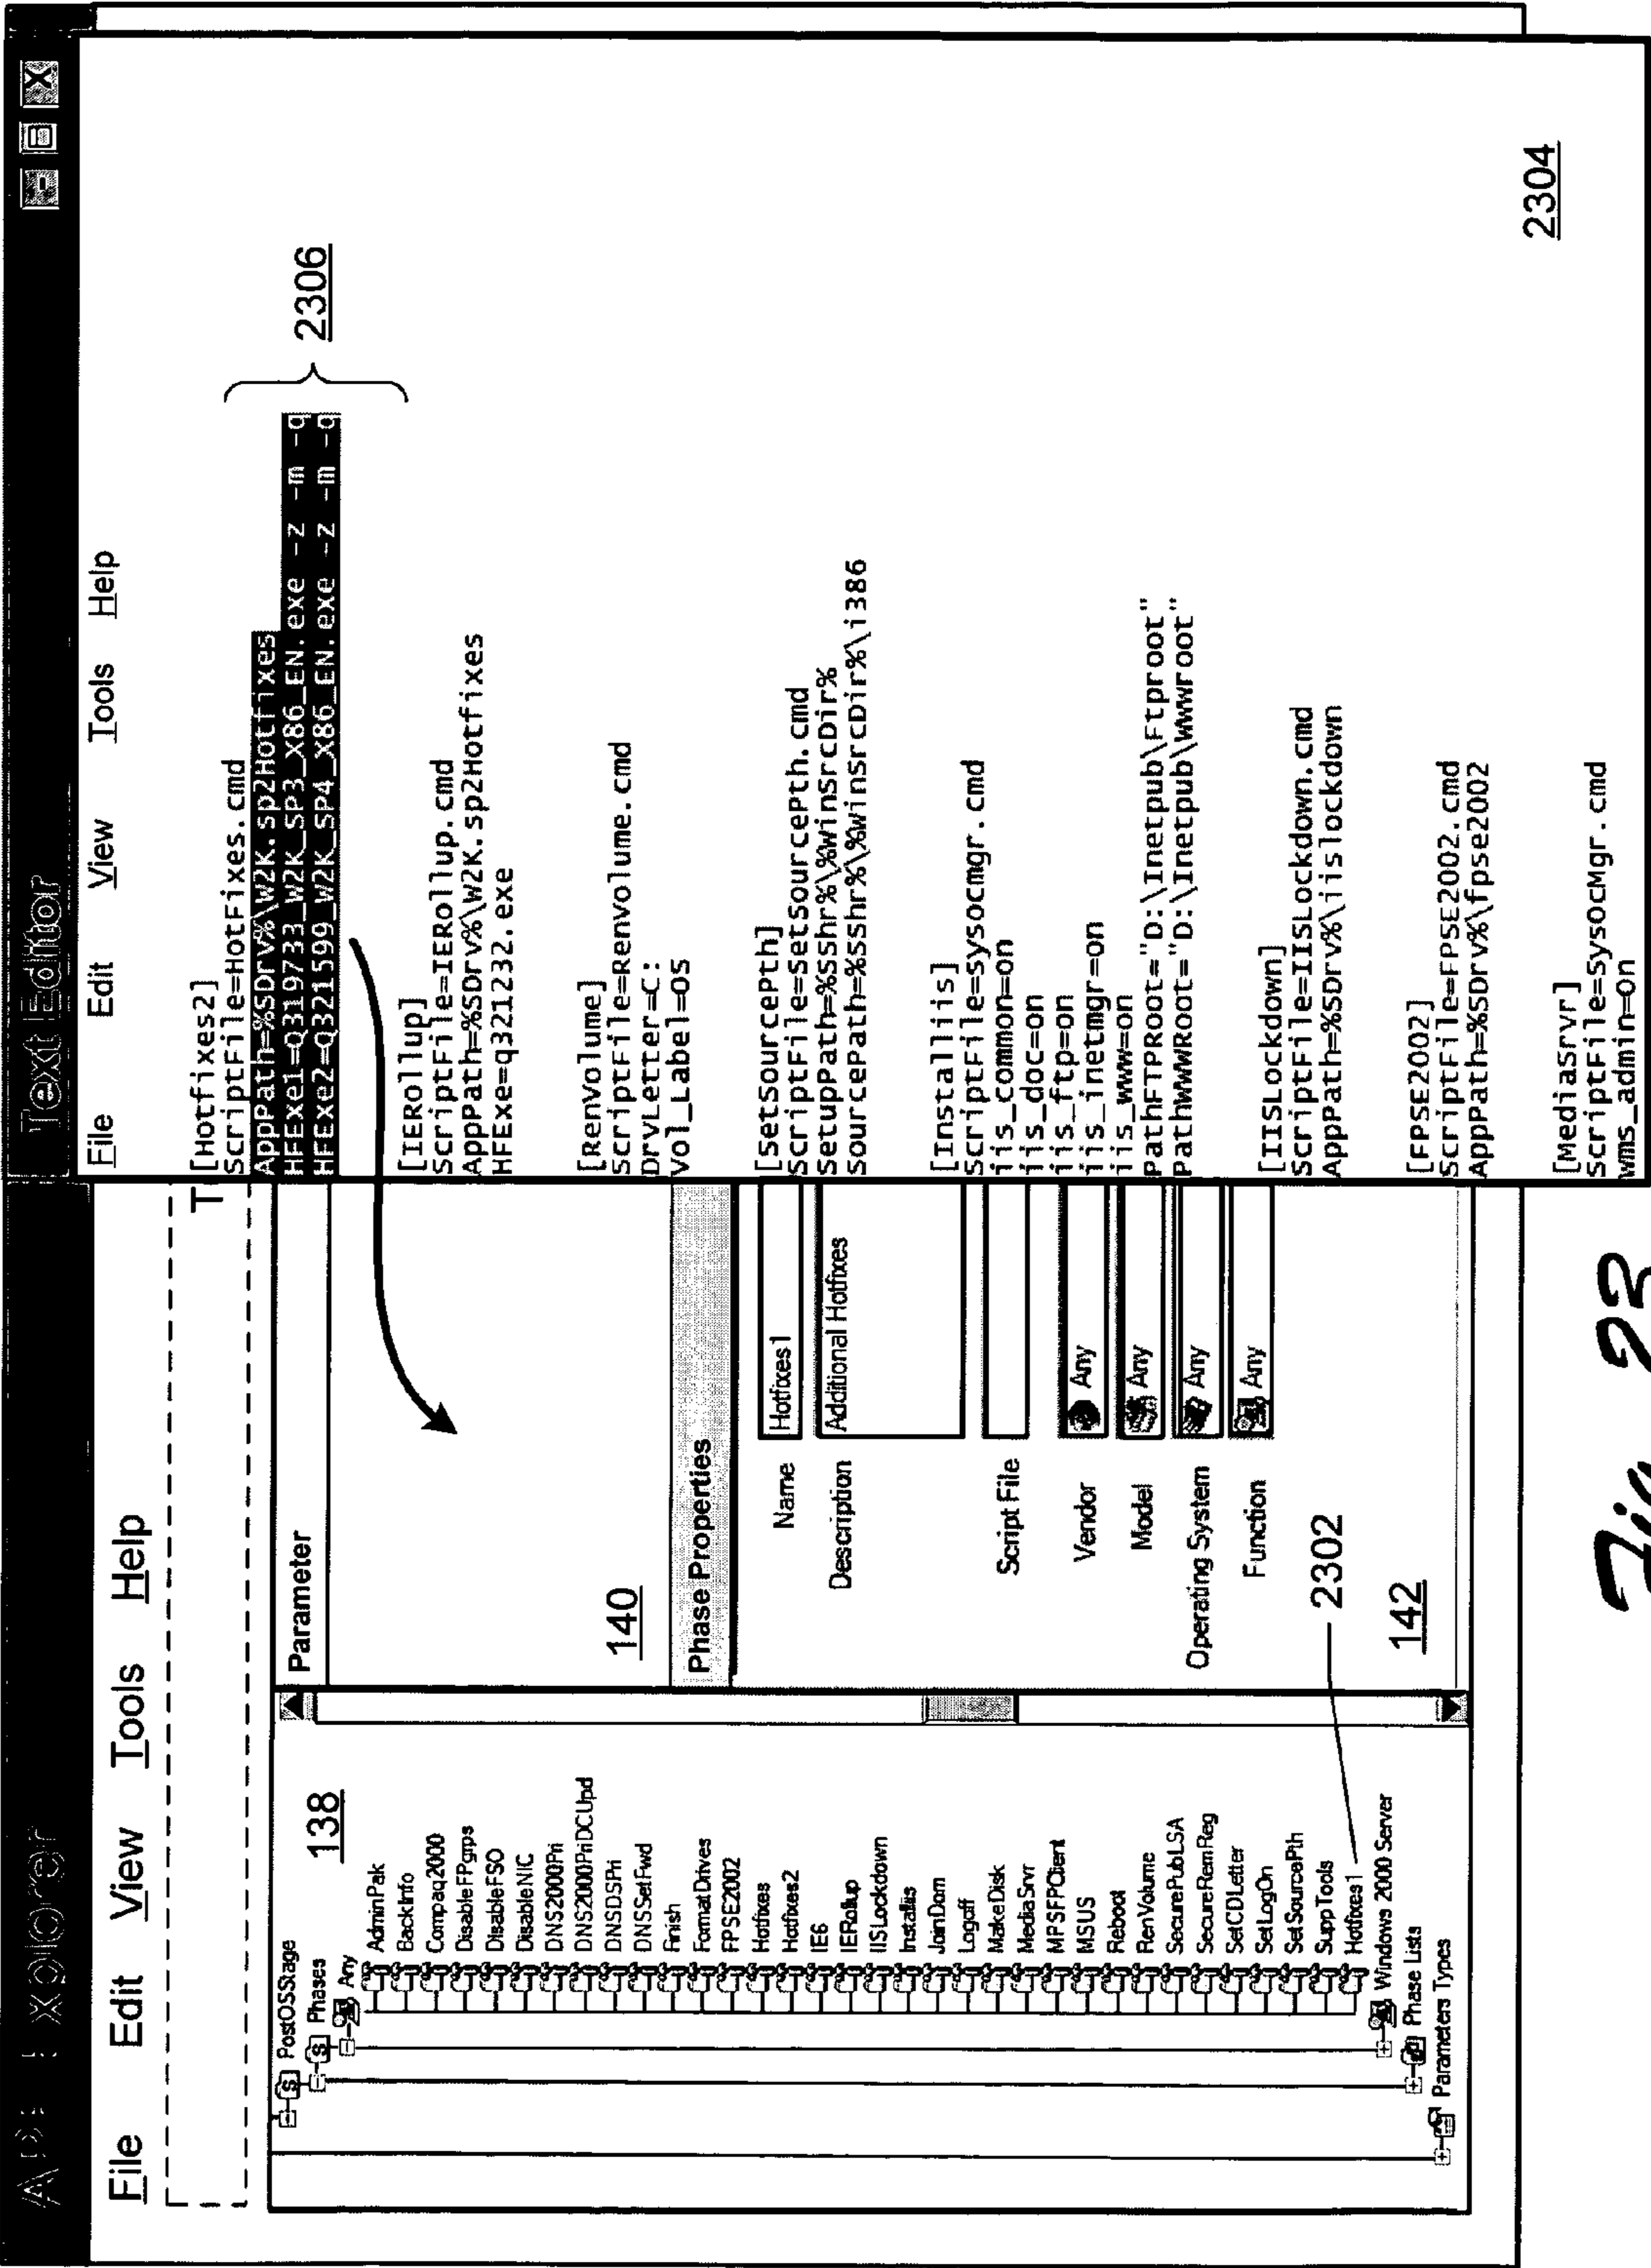 Explorer
File Edit View Tools Help
138
PostOSStage
Phases
Any
AdminPak
BackInfo
Compaq2000
DisableFPgrps
DisableFSO
DisableNIC
DNS2000Pri
DNS2000PriDCUpd
DNSDSPri
DNSSetFwd
Finish
FormatDrives
FPSE2002
Hotfixes
Hotfixes2
IE6
IERollup
IISLockdown
InstallIis
JoinDom
Logoff
MakeDisk
MediaSrvr
MPSFPClient
MSUS
Reboot
RenVolume
SecurePubLSA
SecureRemReg
SetCDLetter
SetLogOn
SetSourcePth
SuppTools
Hotfixes1
Windows 2000 Server
Phase Lists
Parameters Types
2302
Parameter
T
140
Phase Properties
Name Hotfixes1
Description Additional Hotfixes
Script File
Vendor Any
Model Any
Operating System Any
Function Any
142
Text Editor
File Edit View Tools Help
[Hotfixes2]
ScriptFile=HotFixes.cmd
AppPath=%SDrv%\W2K.sp2Hotfixes
HFExe1=Q319733_W2K_SP3_X86_EN.exe -z -m -q
HFExe2=Q321599_W2K_SP4_X86_EN.exe -z -m -q
2306
[IERollup]
ScriptFile=IERollup.cmd
AppPath=%SDrv%\W2K.sp2Hotfixes
HFExe=q321232.exe
[RenVolume]
ScriptFile=RenVolume.cmd
DrvLetter=C:
Vol_Label=OS
[SetSourcePth]
ScriptFile=SetSourcePth.cmd
SetupPath=%SShr%\%WinSrcDir%
SourcePath=%SShr%\%WinSrcDir%\i386
[InstallIis]
ScriptFile=sysocmgr.cmd
iis_common=on
iis_doc=on
iis_ftp=on
iis_inetmgr=on
iis_www=on
PathFTPRoot="D:\Inetpub\Ftproot"
PathWWWRoot="D:\Inetpub\Wwwroot"
[IISLockdown]
ScriptFile=IISLockdown.cmd
AppPath=%SDrv%\iislockdown
[FPSE2002]
ScriptFile=FPSE2002.cmd
AppPath=%SDrv%\fpse2002
[MediaSrvr]
ScriptFile=SysOcMgr.cmd
wms_admin=on
2304
Fig. 23